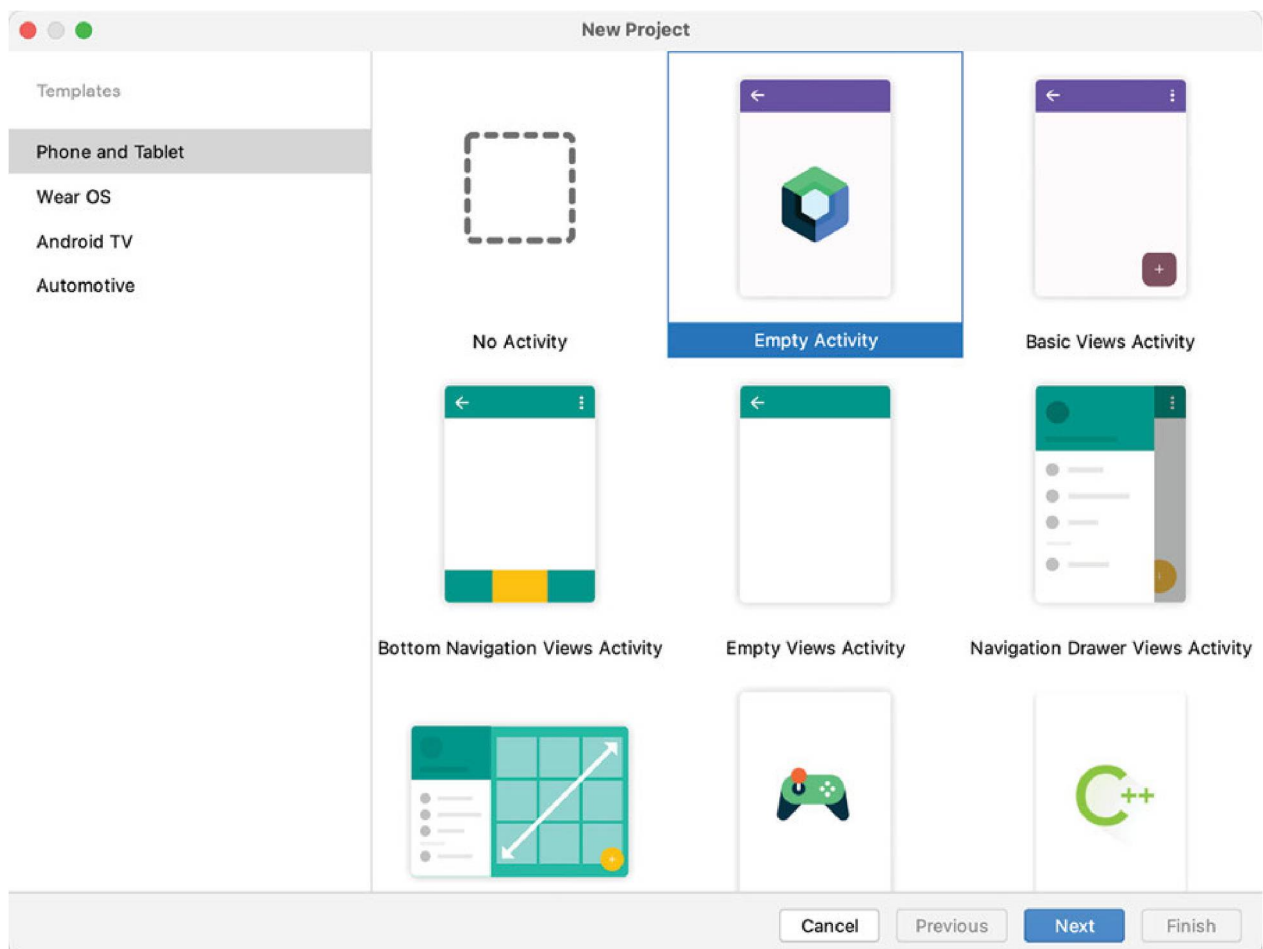 New Project
Templates
Phone and Tablet
Wear OS
Android TV
Automotive
No Activity
Empty Activity
Basic Views Activity
Bottom Navigation Views Activity
Empty Views Activity
Navigation Drawer Views Activity
C++
Cancel
Previous
Next
Finish